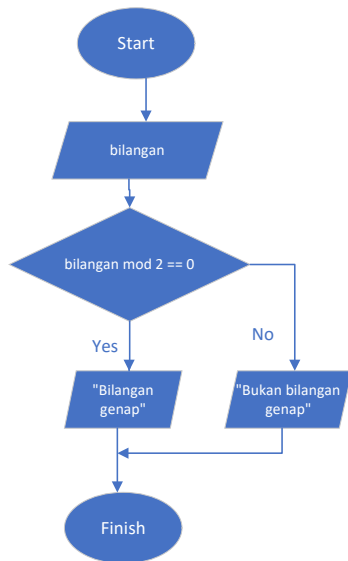 Start
bilangan
bilangan mod 2 == 0
Yes
No
"Bilangan
genap"
"Bukan bilangan
genap"
Finish